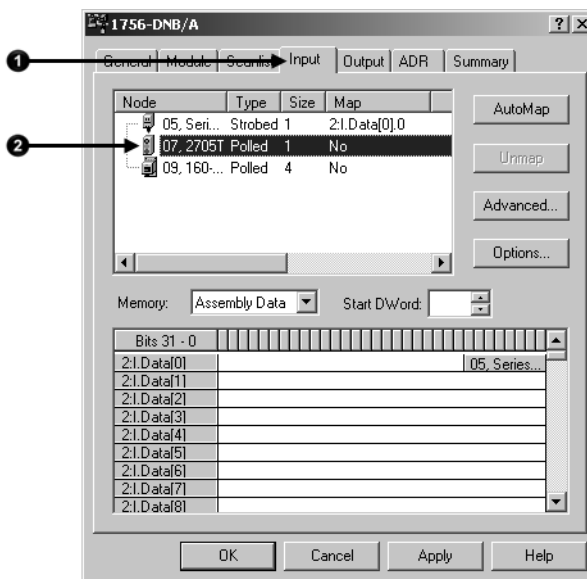 1756-DNB/A
? X
1
General Module Scanlist Input Output ADR Summary
Node Type Size Map
05, Seri... Strobed 1 2:I.Data[0].0
2
07, 2705T Polled 1 No
09, 160-... Polled 4 No
AutoMap
Unmap
Advanced...
Options...
Memory: Assembly Data Start DWord:
Bits 31 - 0
2:I.Data[0] 05, Series...
2:I.Data[1]
2:I.Data[2]
2:I.Data[3]
2:I.Data[4]
2:I.Data[5]
2:I.Data[6]
2:I.Data[7]
2:I.Data[8]
OK Cancel Apply Help